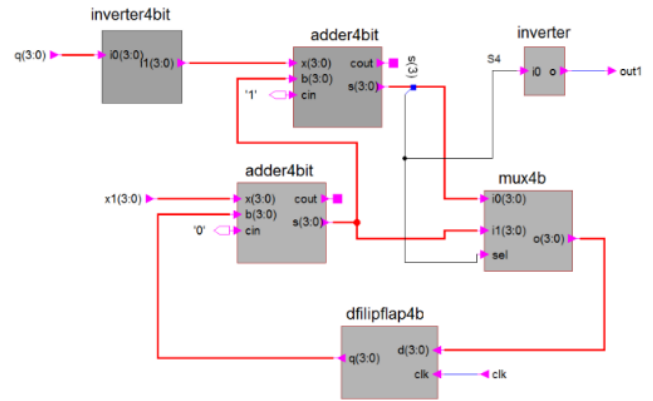 inverter4bit
q(3:0)
i0(3:0)
I1(3:0)
adder4bit
x(3:0)
cout
b(3:0)
'1'
cin
s(3:0)
s(3)
inverter
S4
i0
o
out1
adder4bit
x1(3:0)
x(3:0)
cout
b(3:0)
'0'
cin
s(3:0)
mux4b
i0(3:0)
i1(3:0)
o(3:0)
sel
dfilipflap4b
q(3:0)
d(3:0)
clk
clk